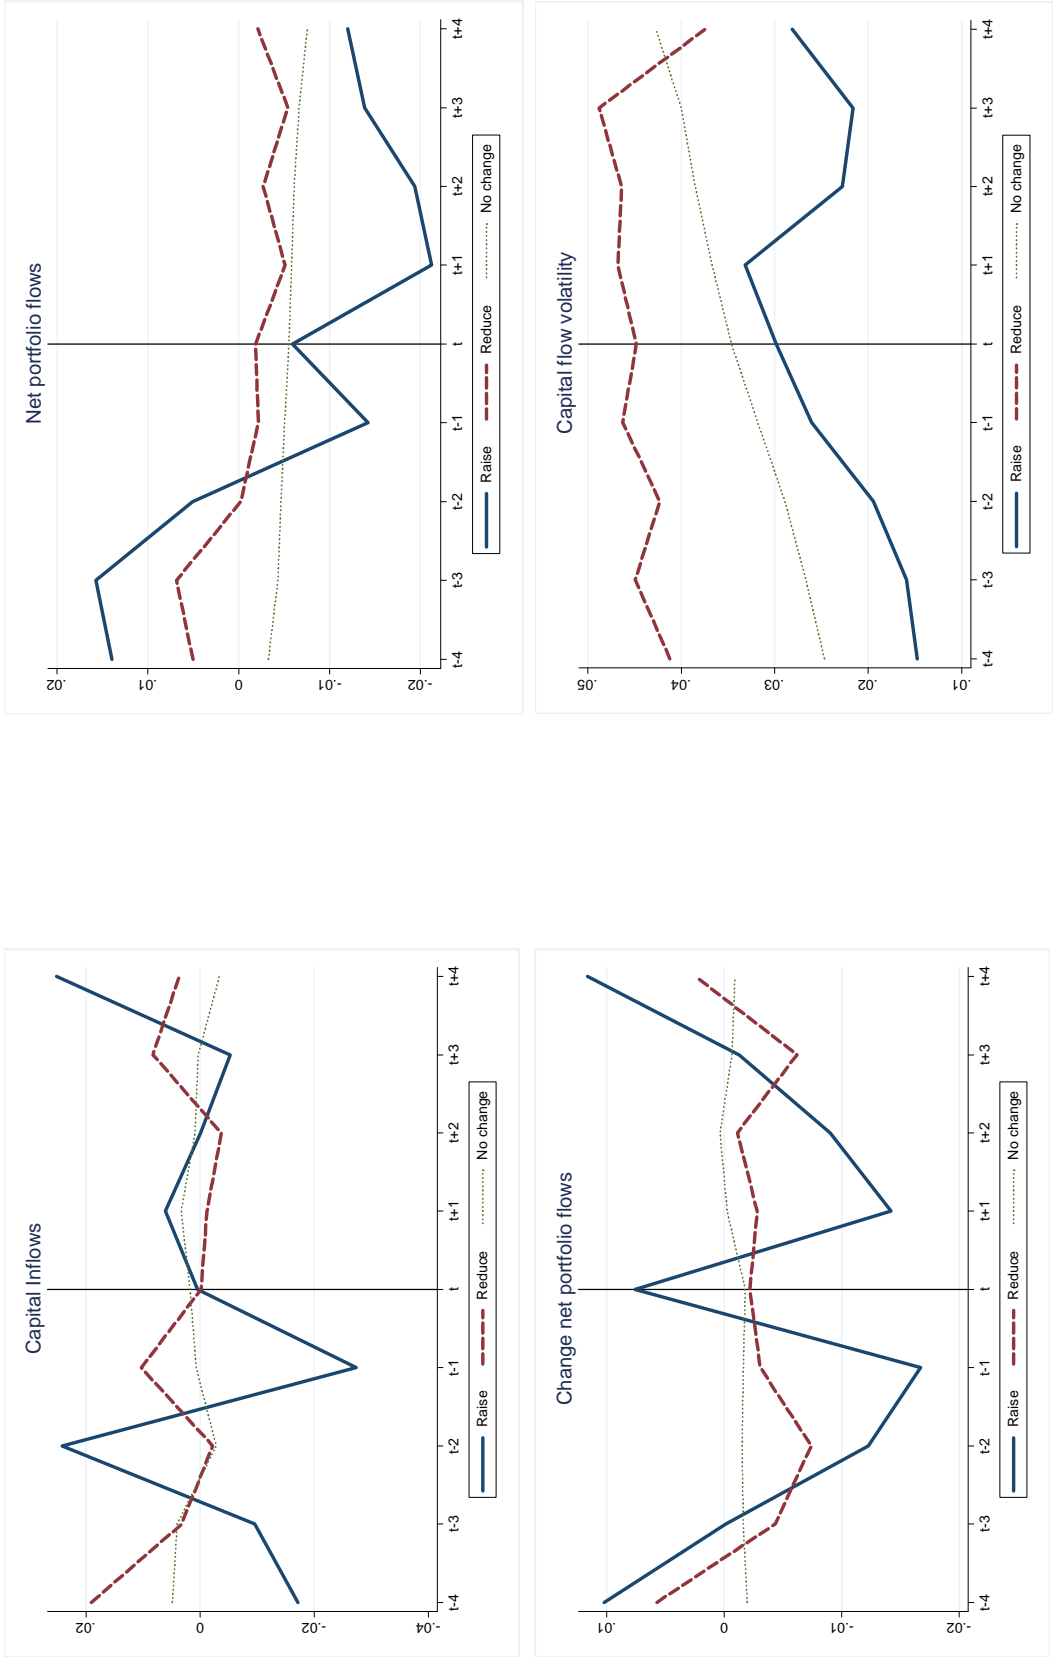 Capital Inflows
.02
0
-.02
-.04
t-4 t-3 t-2 t-1 t t+1 t+2 t+3 t+4
Raise Reduce No change
Net portfolio flows
.02
.01
0
-.01
-.02
t-4 t-3 t-2 t-1 t t+1 t+2 t+3 t+4
Raise Reduce No change
Change net portfolio flows
.01
0
-.01
-.02
t-4 t-3 t-2 t-1 t t+1 t+2 t+3 t+4
Raise Reduce No change
Capital flow volatility
.05
.04
.03
.02
.01
t-4 t-3 t-2 t-1 t t+1 t+2 t+3 t+4
Raise Reduce No change